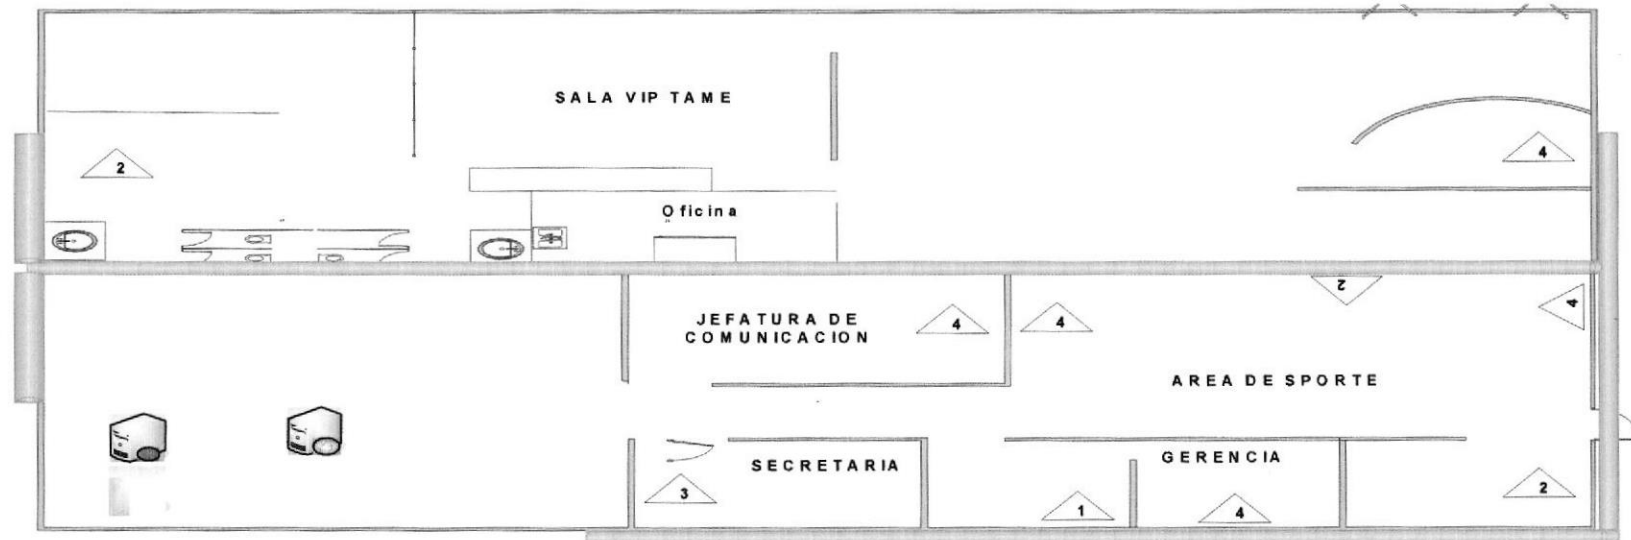 SALA VIP TAME
2
4
Oficina
2
4
JEFATURA DE
COMUNICACION
4
4
AREA DE SPORTE
SECRETARIA
GERENCIA
3
1
4
2